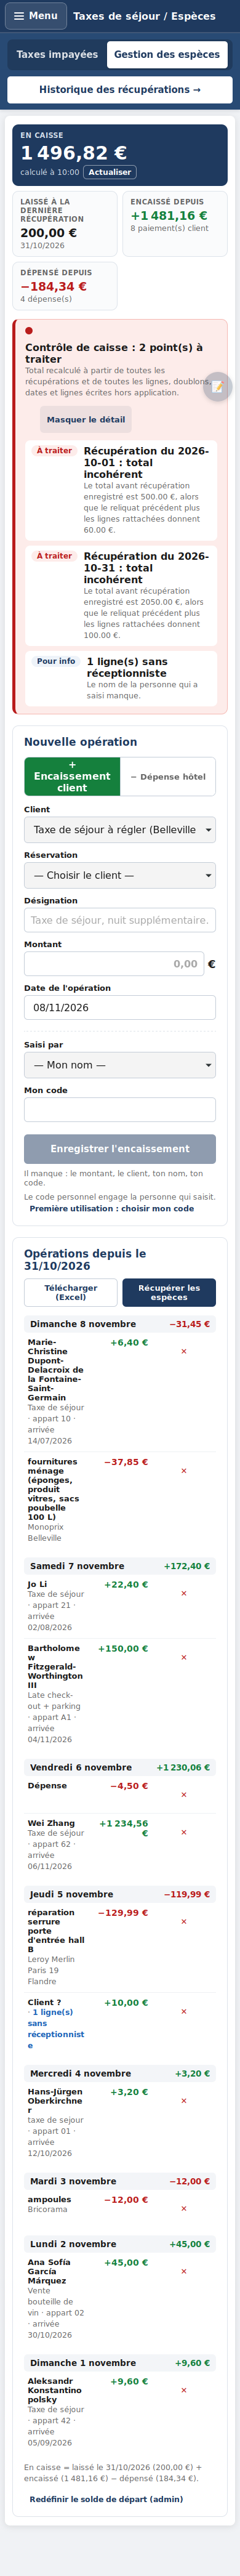 Menu
Taxes de séjour / Espèces
Taxes impayées
Gestion des espèces
Historique des récupérations →
EN CAISSE
1 496,82 €
calculé à 10:00
Actualiser
LAISSÉ À LA
DERNIÈRE
RÉCUPÉRATION
200,00 €
31/10/2026
ENCAISSÉ DEPUIS
+1 481,16 €
8 paiement(s) client
DÉPENSÉ DEPUIS
−184,34 €
4 dépense(s)
Contrôle de caisse : 2 point(s) à
traiter
Total recalculé à partir de toutes les
récupérations et de toutes les lignes, doublons,
dates et lignes écrites hors application.
Masquer le détail
À traiter
Récupération du 2026-
10-01 : total
incohérent
Le total avant récupération
enregistré est 500.00 €, alors
que le reliquat précédent plus
les lignes rattachées donnent
60.00 €.
À traiter
Récupération du 2026-
10-31 : total
incohérent
Le total avant récupération
enregistré est 2050.00 €, alors
que le reliquat précédent plus
les lignes rattachées donnent
100.00 €.
Pour info
1 ligne(s) sans
réceptionniste
Le nom de la personne qui a
saisi manque.
Nouvelle opération
+
Encaissement
client
− Dépense hôtel
Client
Taxe de séjour à régler (Belleville
Réservation
— Choisir le client —
Désignation
Taxe de séjour, nuit supplémentaire.
Montant
0,00 €
Date de l'opération
08/11/2026
Saisi par
— Mon nom —
Mon code
Enregistrer l'encaissement
Il manque : le montant, le client, ton nom, ton
code.
Le code personnel engage la personne qui saisit.
Première utilisation : choisir mon code
Opérations depuis le
31/10/2026
Télécharger
(Excel)
Récupérer les
espèces
Dimanche 8 novembre −31,45 €
Marie-
Christine
Dupont-
Delacroix de
la Fontaine-
Saint-
Germain
Taxe de séjour
· appart 10 ·
arrivée
14/07/2026
+6,40 €
×
fournitures
ménage
(éponges,
produit
vitres, sacs
poubelle
100 L)
Monoprix
Belleville
−37,85 €
×
Samedi 7 novembre +172,40 €
Jo Li
Taxe de séjour
· appart 21 ·
arrivée
02/08/2026
+22,40 €
×
Bartholome
w
Fitzgerald-
Worthington
III
Late check-
out + parking
· appart A1 ·
arrivée
04/11/2026
+150,00 €
×
Vendredi 6 novembre +1 230,06 €
Dépense
−4,50 €
×
Wei Zhang
Taxe de séjour
· appart 62 ·
arrivée
06/11/2026
+1 234,56
€
×
Jeudi 5 novembre −119,99 €
réparation
serrure
porte
d'entrée hall
B
Leroy Merlin
Paris 19
Flandre
−129,99 €
×
Client ?
· 1 ligne(s)
sans
réceptionnist
e
+10,00 €
×
Mercredi 4 novembre +3,20 €
Hans-Jürgen
Oberkirchne
r
taxe de sejour
· appart 01 ·
arrivée
12/10/2026
+3,20 €
×
Mardi 3 novembre −12,00 €
ampoules
Bricorama
−12,00 €
×
Lundi 2 novembre +45,00 €
Ana Sofía
García
Márquez
Vente
bouteille de
vin · appart 02
· arrivée
30/10/2026
+45,00 €
×
Dimanche 1 novembre +9,60 €
Aleksandr
Konstantino
polsky
Taxe de séjour
· appart 42 ·
arrivée
05/09/2026
+9,60 €
×
En caisse = laissé le 31/10/2026 (200,00 €) +
encaissé (1 481,16 €) − dépensé (184,34 €).
Redéfinir le solde de départ (admin)